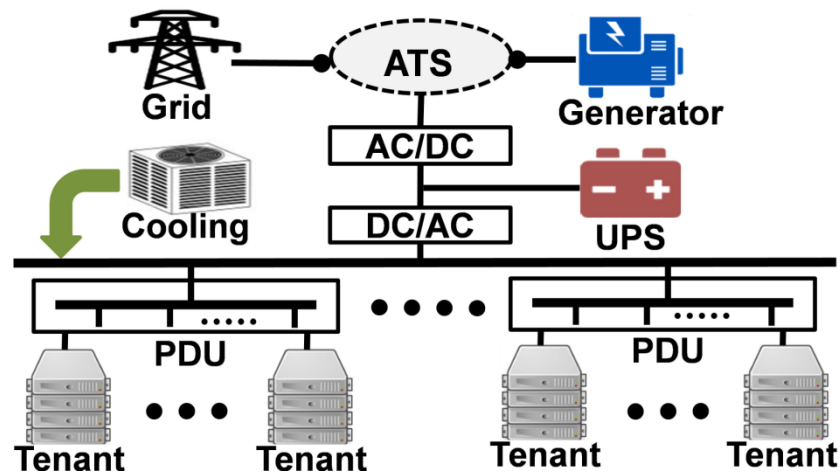 ATS
Grid
Generator
AC/DC
Cooling
DC/AC
UPS
PDU
PDU
Tenant
Tenant
Tenant
Tenant